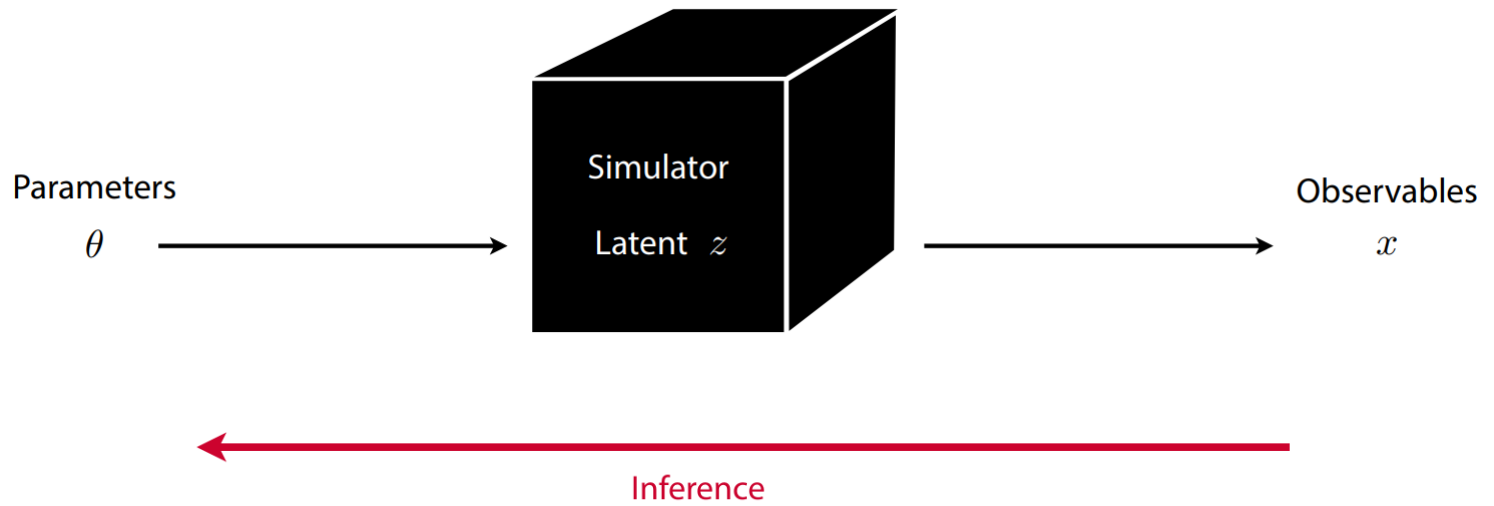 Parameters
θ
Simulator
Latent z
Observables
x
Inference